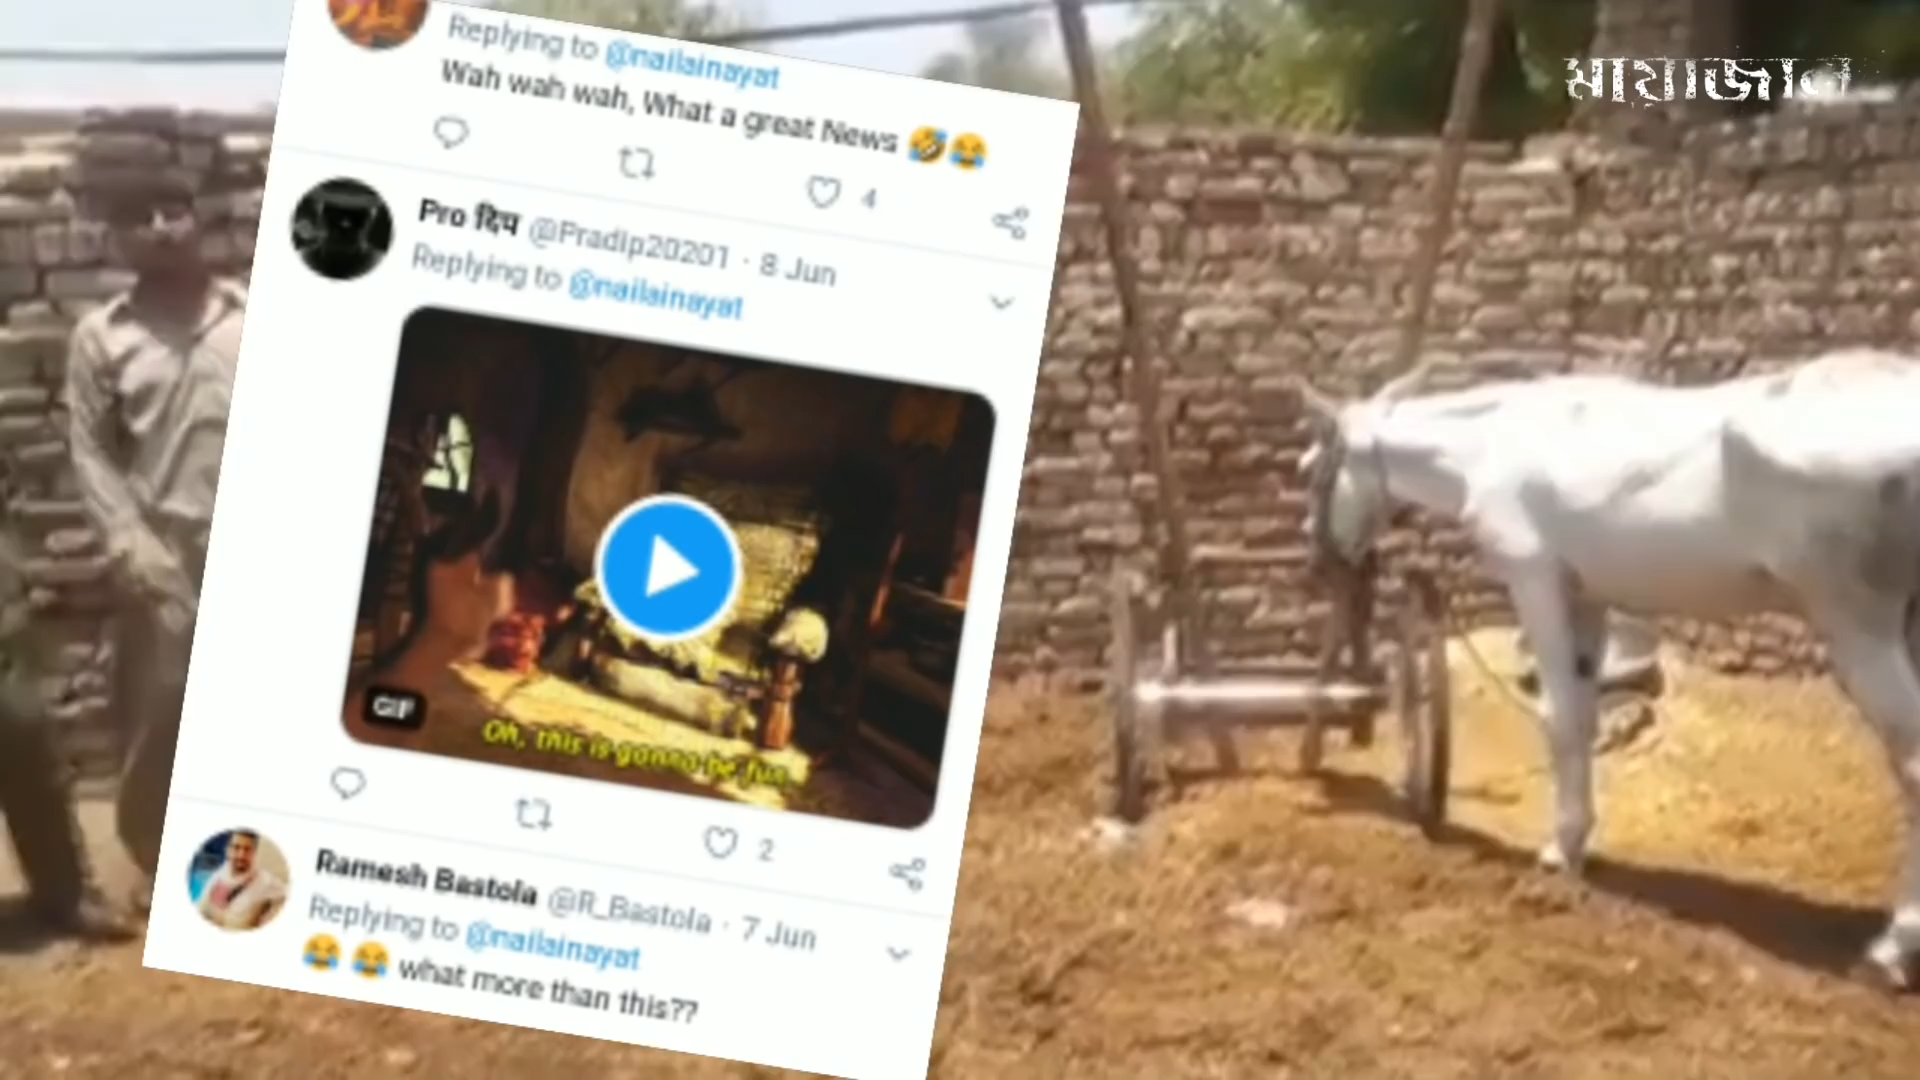 মায়াজাল
Replying to @nailainayat
Wah wah wah, What a great News 🤣😂
4
Pro दिप @Pradip20201 · 8 Jun
Replying to @nailainayat
GIF
Oh, this is gonna be fun.
2
Ramesh Bastola @R_Bastola · 7 Jun
Replying to @nailainayat
😂 😂 what more than this??